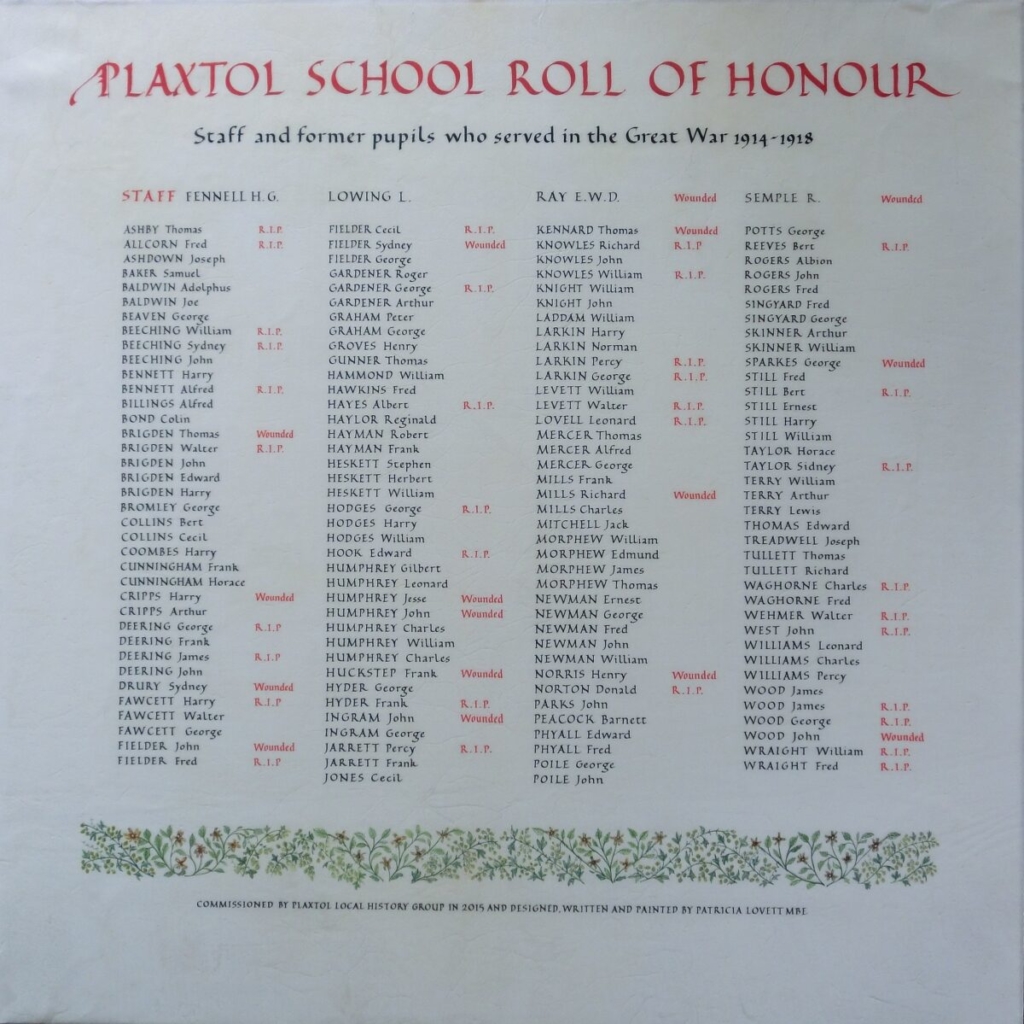 PLAXTOL SCHOOL ROLL OF HONOUR
Staff and former pupils who served in the Great War 1914-1918
STAFF FENNELL H.G.
ASHBY Thomas R.I.P.
ALLCORN Fred R.I.P.
ASHDOWN Joseph
BAKER Samuel
BALDWIN Adolphus
BALDWIN Joe
BEAVEN George
BEECHING William R.I.P.
BEECHING Sydney R.I.P.
BEECHING John
BENNETT Harry
BENNETT Alfred R.I.P.
BILLINGS Alfred
BOND Colin
BRIGDEN Thomas Wounded
BRIGDEN Walter R.I.P.
BRIGDEN John
BRIGDEN Edward
BRIGDEN Harry
BROMLEY George
COLLINS Bert
COLLINS Cecil
COOMBES Harry
CUNNINGHAM Frank
CUNNINGHAM Horace
CRIPPS Harry Wounded
CRIPPS Arthur
DEERING George R.I.P
DEERING Frank
DEERING James R.I.P
DEERING John
DRURY Sydney Wounded
FAWCETT Harry R.I.P
FAWCETT Walter
FAWCETT George
FIELDER John Wounded
FIELDER Fred R.I.P
LOWING L.
FIELDER Cecil R.I.P.
FIELDER Sydney Wounded
FIELDER George
GARDENER Roger
GARDENER George R.I.P.
GARDENER Arthur
GRAHAM Peter
GRAHAM George
GROVES Henry
GUNNER Thomas
HAMMOND William
HAWKINS Fred
HAYES Albert R.I.P.
HAYLOR Reginald
HAYMAN Robert
HAYMAN Frank
HESKETT Stephen
HESKETT Herbert
HESKETT William
HODGES George R.I.P.
HODGES Harry
HODGES William
HOOK Edward R.I.P.
HUMPHREY Gilbert
HUMPHREY Leonard
HUMPHREY Jesse Wounded
HUMPHREY John Wounded
HUMPHREY Charles
HUMPHREY William
HUMPHREY Charles
HUCKSTEP Frank Wounded
HYDER George
HYDER Frank R.I.P.
INGRAM John Wounded
INGRAM George
JARRETT Percy R.I.P.
JARRETT Frank
JONES Cecil
RAY E.W.D. Wounded
KENNARD Thomas Wounded
KNOWLES Richard R.I.P
KNOWLES John
KNOWLES William R.I.P.
KNIGHT William
KNIGHT John
LADDAM William
LARKIN Harry
LARKIN Norman
LARKIN Percy R.I.P.
LARKIN George R.I.P.
LEVETT William
LEVETT Walter R.I.P.
LOVELL Leonard R.I.P.
MERCER Thomas
MERCER Alfred
MERCER George
MILLS Frank
MILLS Richard Wounded
MILLS Charles
MITCHELL Jack
MORPHEW William
MORPHEW Edmund
MORPHEW James
MORPHEW Thomas
NEWMAN Ernest
NEWMAN George
NEWMAN Fred
NEWMAN John
NEWMAN William
NORRIS Henry Wounded
NORTON Donald R.I.P.
PARKS John
PEACOCK Barnett
PHYALL Edward
PHYALL Fred
POILE George
POILE John
SEMPLE R. Wounded
POTTS George
REEVES Bert R.I.P.
ROGERS Albion
ROGERS John
ROGERS Fred
SINGYARD Fred
SINGYARD George
SKINNER Arthur
SKINNER William
SPARKES George Wounded
STILL Fred
STILL Bert R.I.P.
STILL Ernest
STILL Harry
STILL William
TAYLOR Horace
TAYLOR Sidney R.I.P.
TERRY William
TERRY Arthur
TERRY Lewis
THOMAS Edward
TREADWELL Joseph
TULLETT Thomas
TULLETT Richard
WAGHORNE Charles R.I.P.
WAGHORNE Fred
WEHMER Walter R.I.P.
WEST John R.I.P.
WILLIAMS Leonard
WILLIAMS Charles
WILLIAMS Percy
WOOD James
WOOD James R.I.P.
WOOD George R.I.P.
WOOD John Wounded
WRAIGHT William R.I.P.
WRAIGHT Fred R.I.P.
COMMISSIONED BY PLAXTOL LOCAL HISTORY GROUP IN 2015 AND DESIGNED, WRITTEN AND PAINTED BY PATRICIA LOVETT MBE